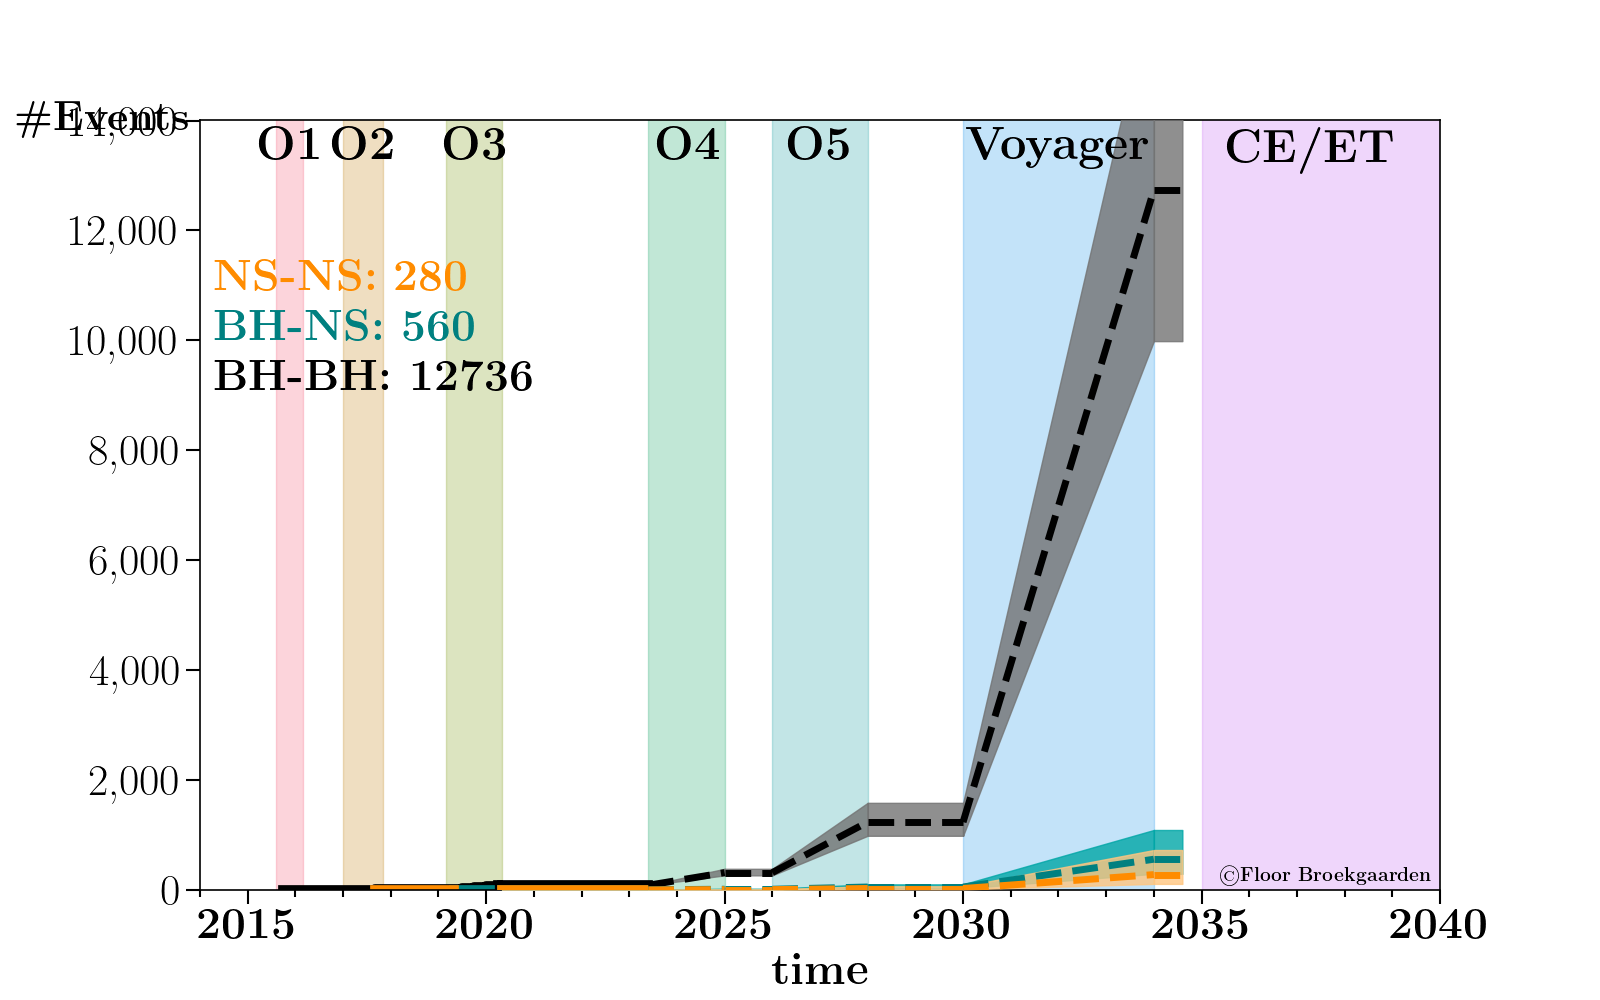 #Events
14,000
O1 O2 O3 O4 O5 Voyager CE/ET
12,000
NS-NS: 280
BH-NS: 560
10,000
BH-BH: 12736
8,000
6,000
4,000
2,000
©Floor Broekgaarden
0
2015 2020 2025 2030 2035 2040
time